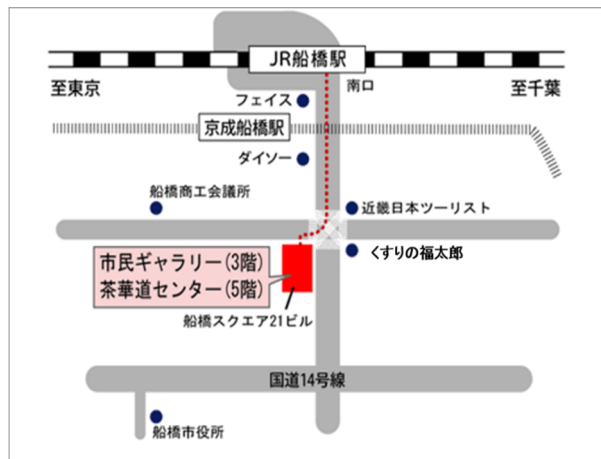 JR船橋駅
至東京
南口
至千葉
フェイス
京成船橋駅
ダイソー
船橋商工会議所
近畿日本ツーリスト
くすりの福太郎
市民ギャラリー(3階)
茶華道センター(5階)
船橋スクエア21ビル
国道14号線
船橋市役所